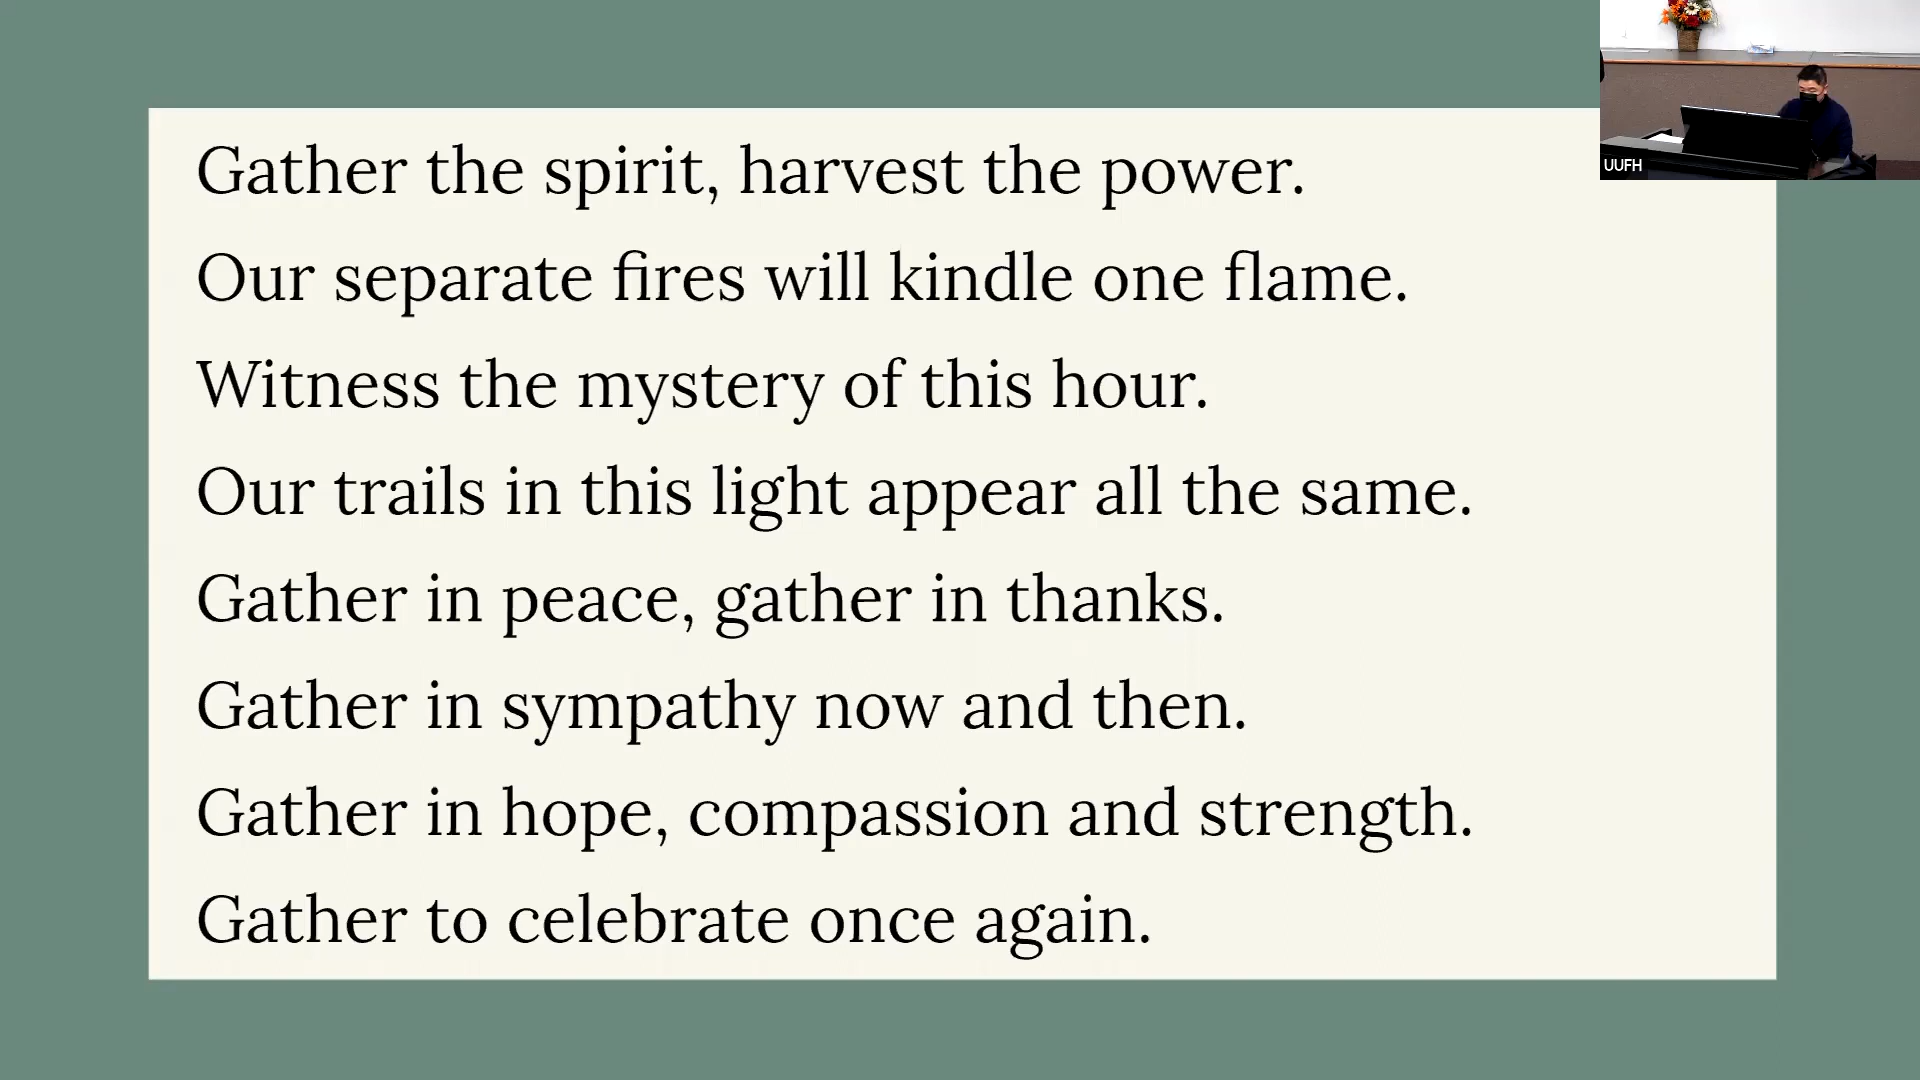 Gather the spirit, harvest the power.
Our separate fires will kindle one flame.
Witness the mystery of this hour.
Our trails in this light appear all the same.
Gather in peace, gather in thanks.
Gather in sympathy now and then.
Gather in hope, compassion and strength.
Gather to celebrate once again.
UUFH